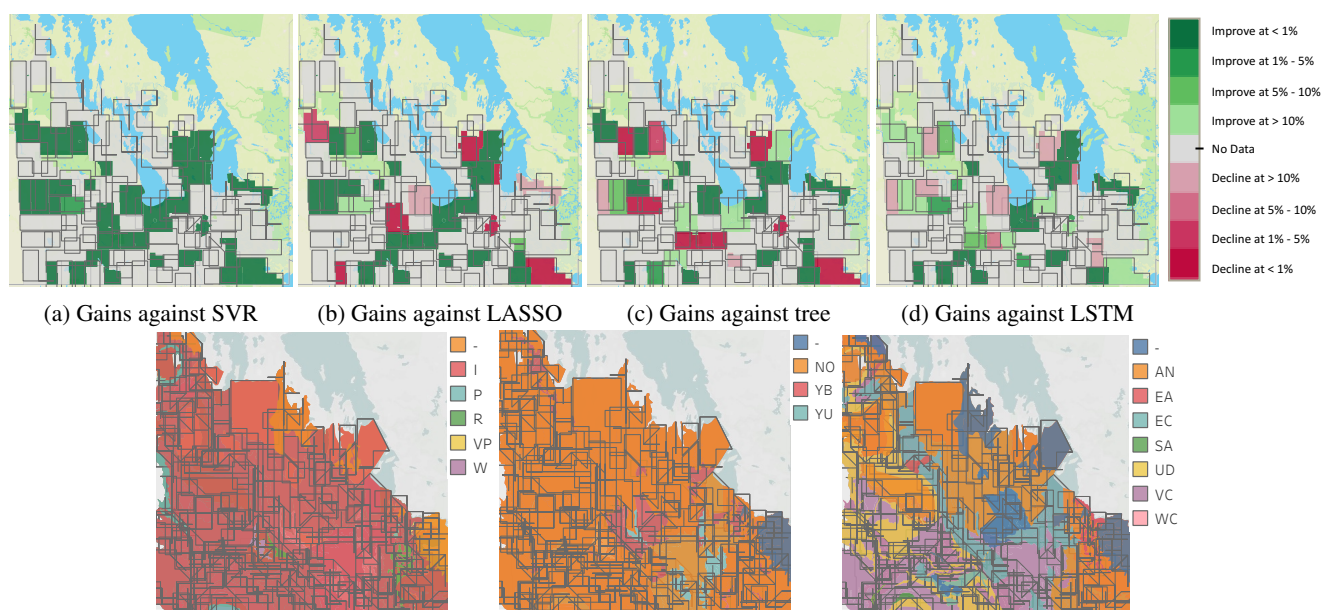 Improve at < 1%
Improve at 1% - 5%
Improve at 5% - 10%
Improve at > 10%
No Data
Decline at > 10%
Decline at 5% - 10%
Decline at 1% - 5%
Decline at < 1%
(a) Gains against SVR
(b) Gains against LASSO
(c) Gains against tree
(d) Gains against LSTM
-
I
P
R
VP
W
-
NO
YB
YU
-
AN
EA
EC
SA
UD
VC
WC